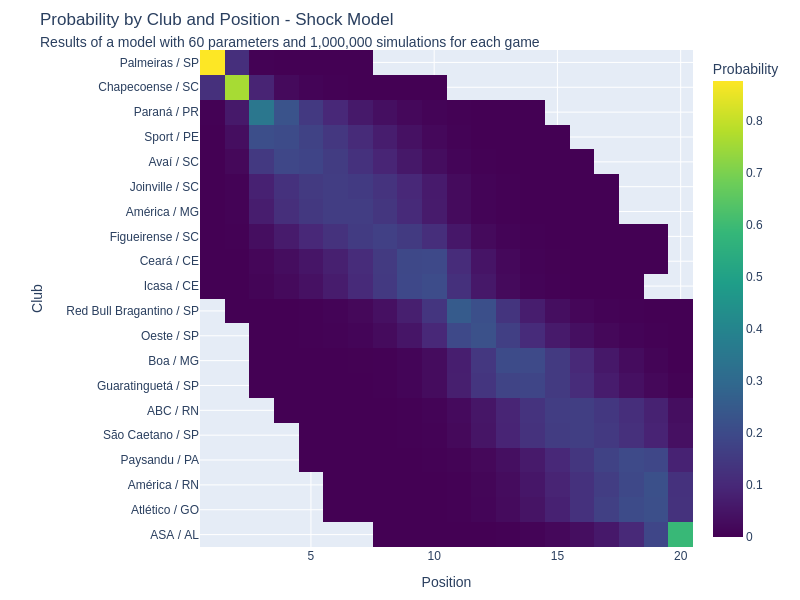 Probability by Club and Position - Shock Model
Results of a model with 60 parameters and 1,000,000 simulations for each game
Palmeiras / SP
Chapecoense / SC
Paraná / PR
Sport / PE
Avaí / SC
Joinville / SC
América / MG
Figueirense / SC
Ceará / CE
Icasa / CE
Red Bull Bragantino / SP
Oeste / SP
Boa / MG
Guaratinguetá / SP
ABC / RN
São Caetano / SP
Paysandu / PA
América / RN
Atlético / GO
ASA / AL
Club
5
10
15
20
Position
Probability
0.8
0.7
0.6
0.5
0.4
0.3
0.2
0.1
0